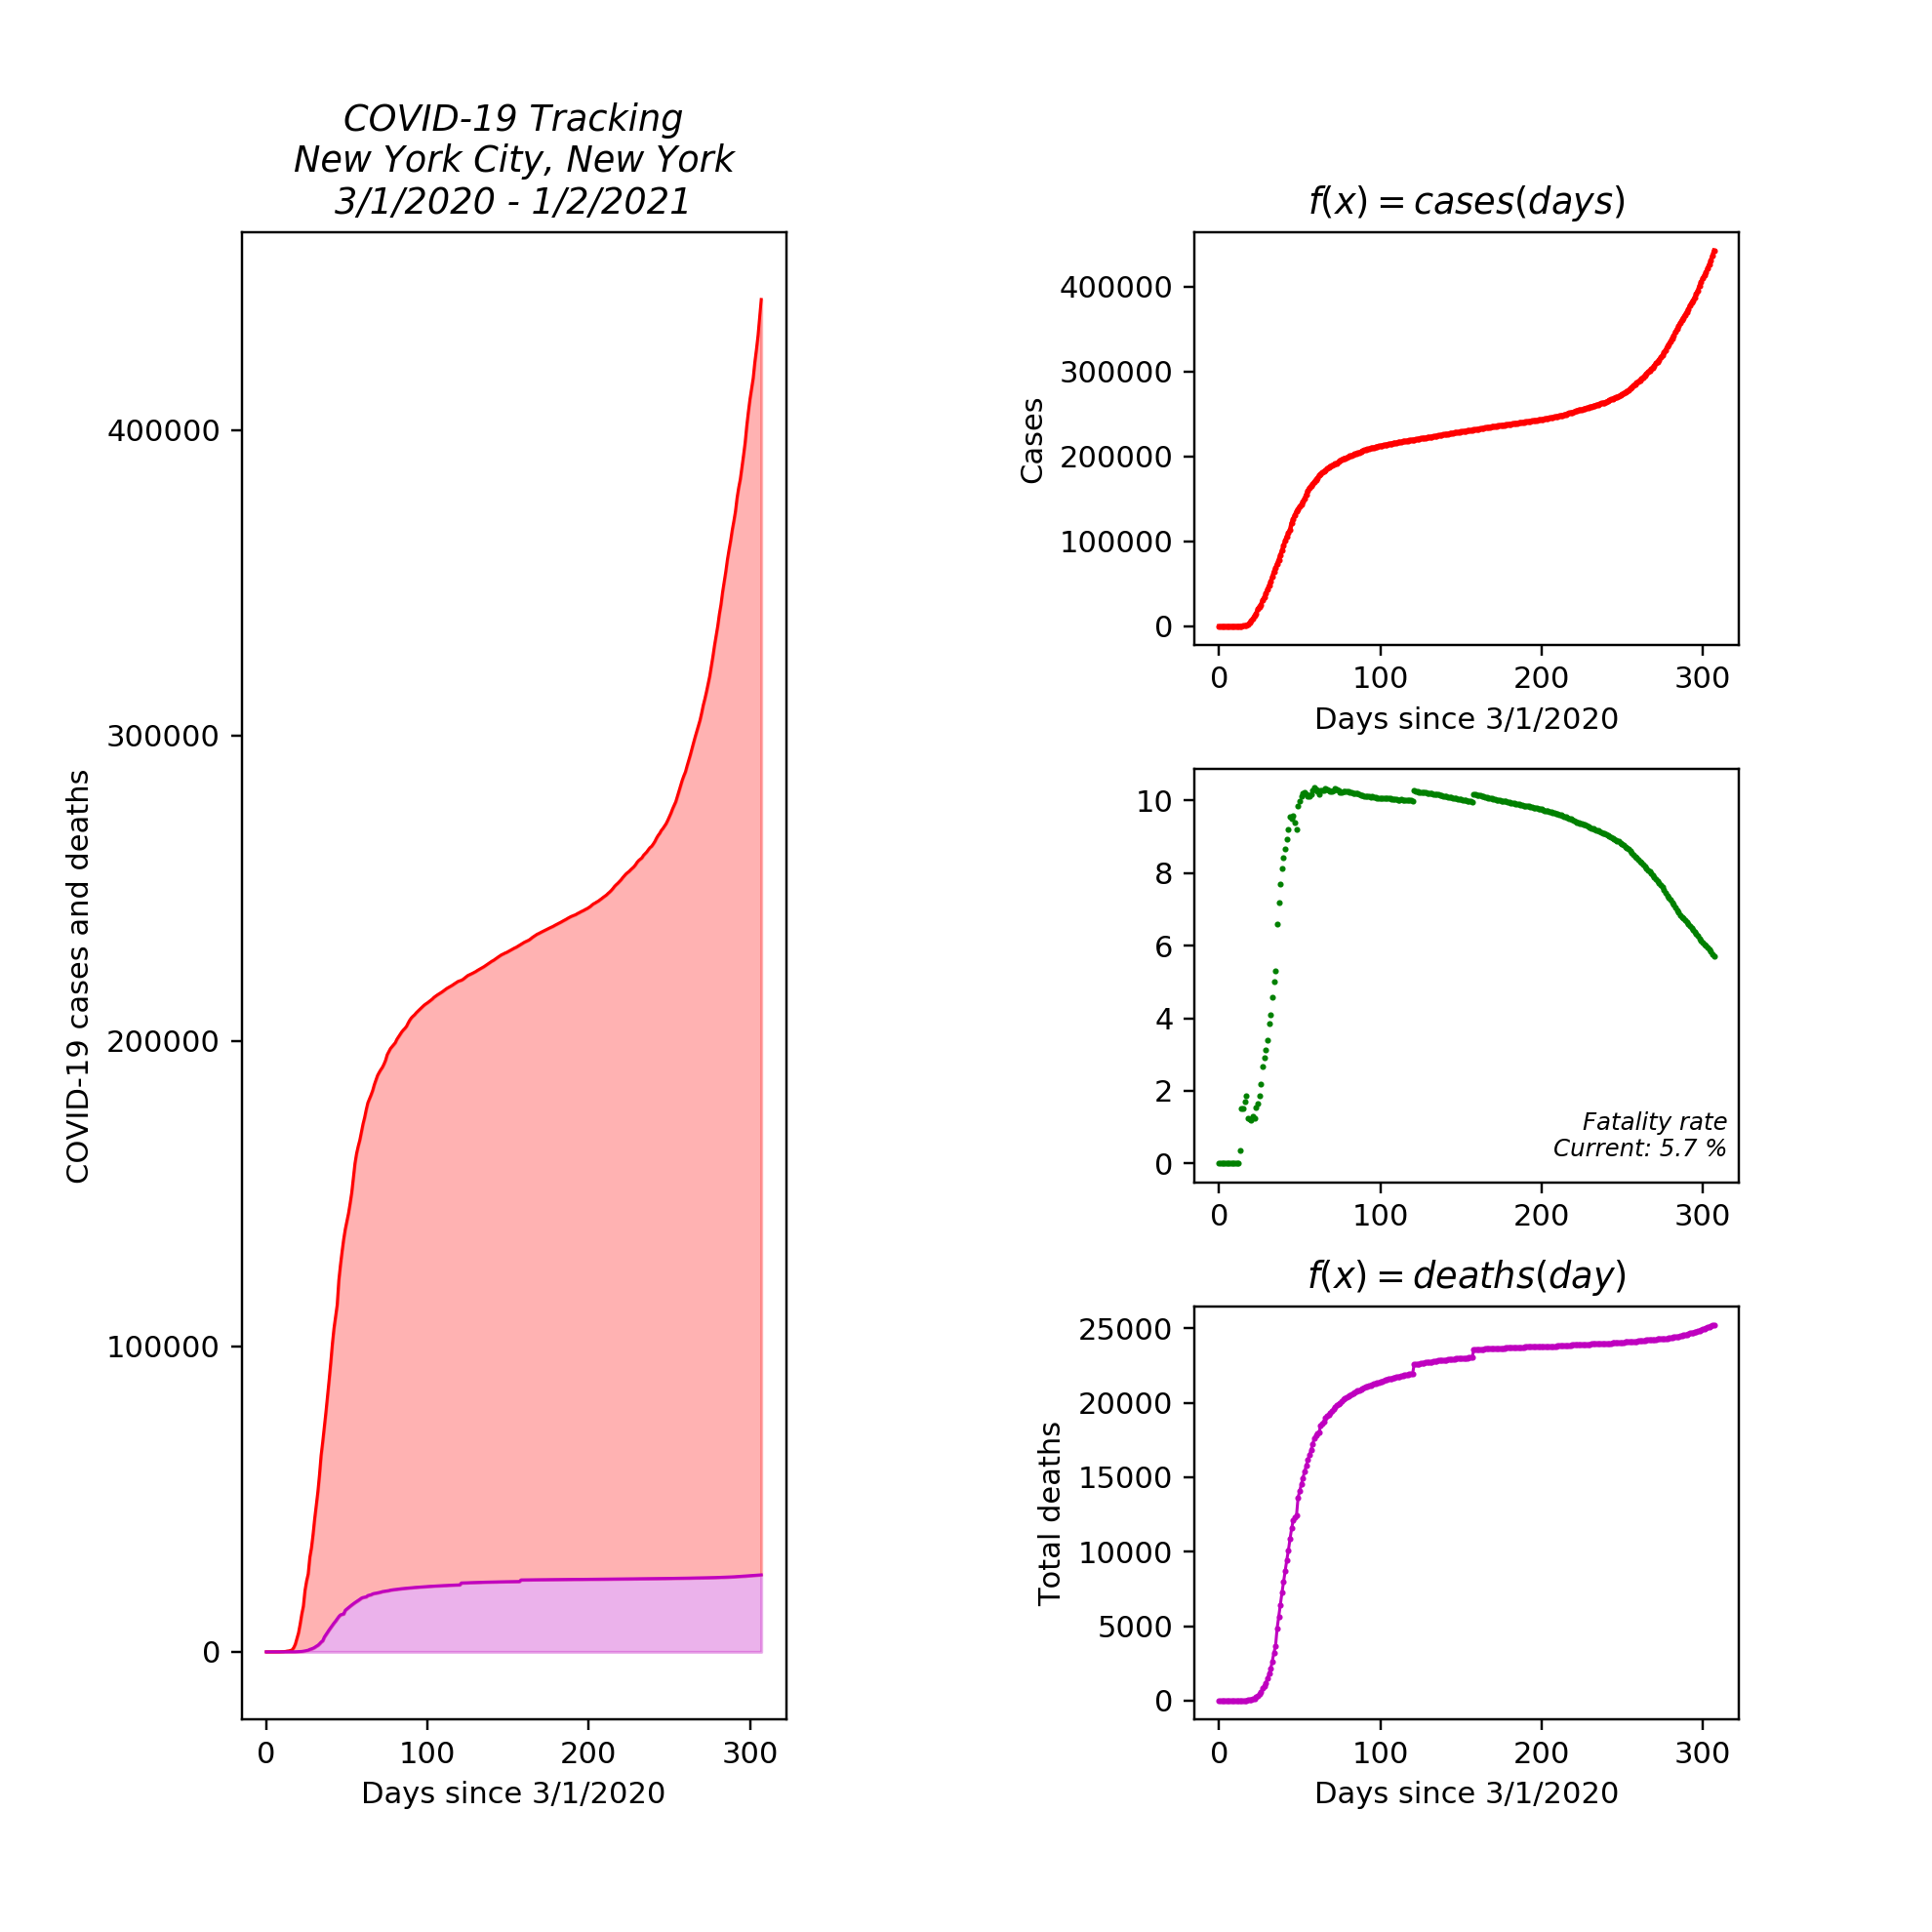 COVID-19 Tracking
New York City, New York
3/1/2020 - 1/2/2021
COVID-19 cases and deaths
400000
300000
200000
100000
0
0 100 200 300
Days since 3/1/2020
f(x) = cases(days)
Cases
400000
300000
200000
100000
0
0 100 200 300
Days since 3/1/2020
10
8
6
4
2
0
Fatality rate
Current: 5.7 %
0 100 200 300
f(x) = deaths(day)
Total deaths
25000
20000
15000
10000
5000
0
0 100 200 300
Days since 3/1/2020